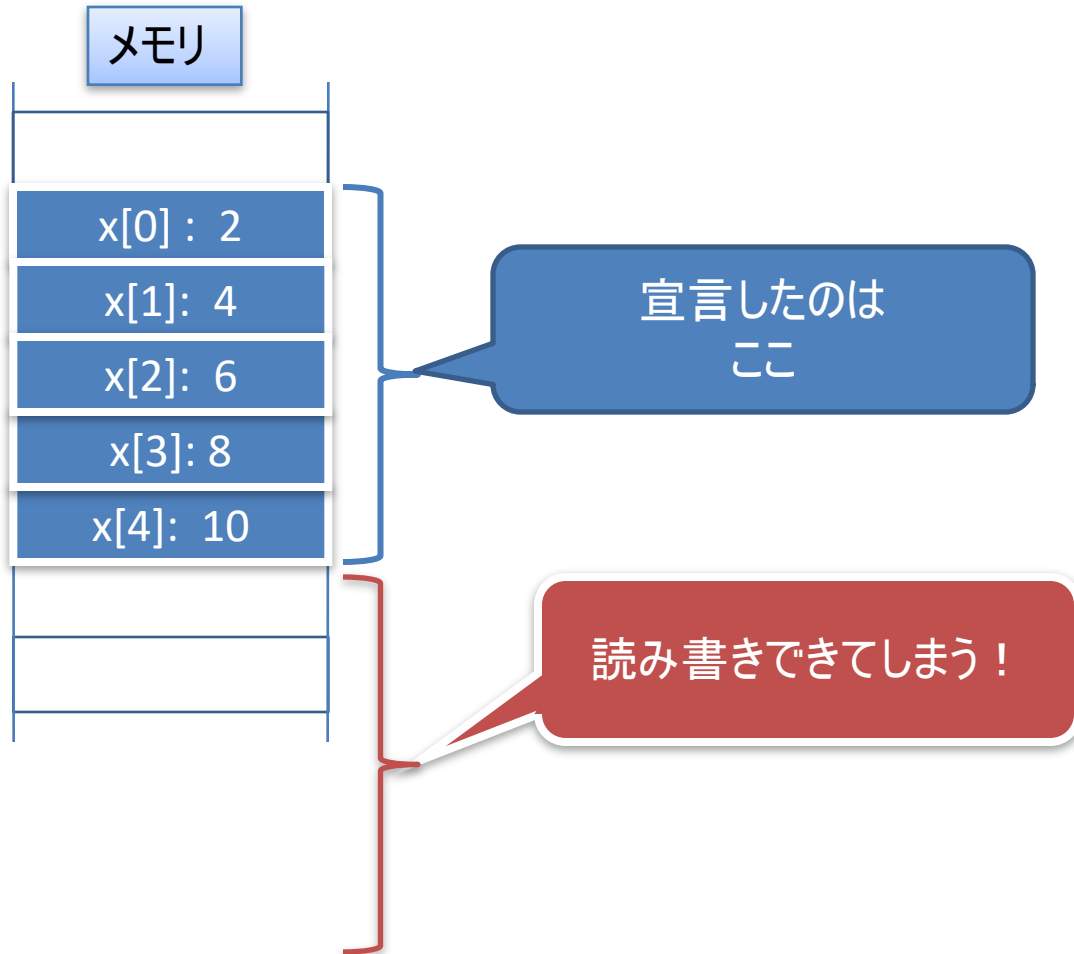 メモリ
x[0] : 2
x[1]: 4
x[2]: 6
x[3]: 8
x[4]: 10
宣言したのは
ここ
読み書きできてしまう！